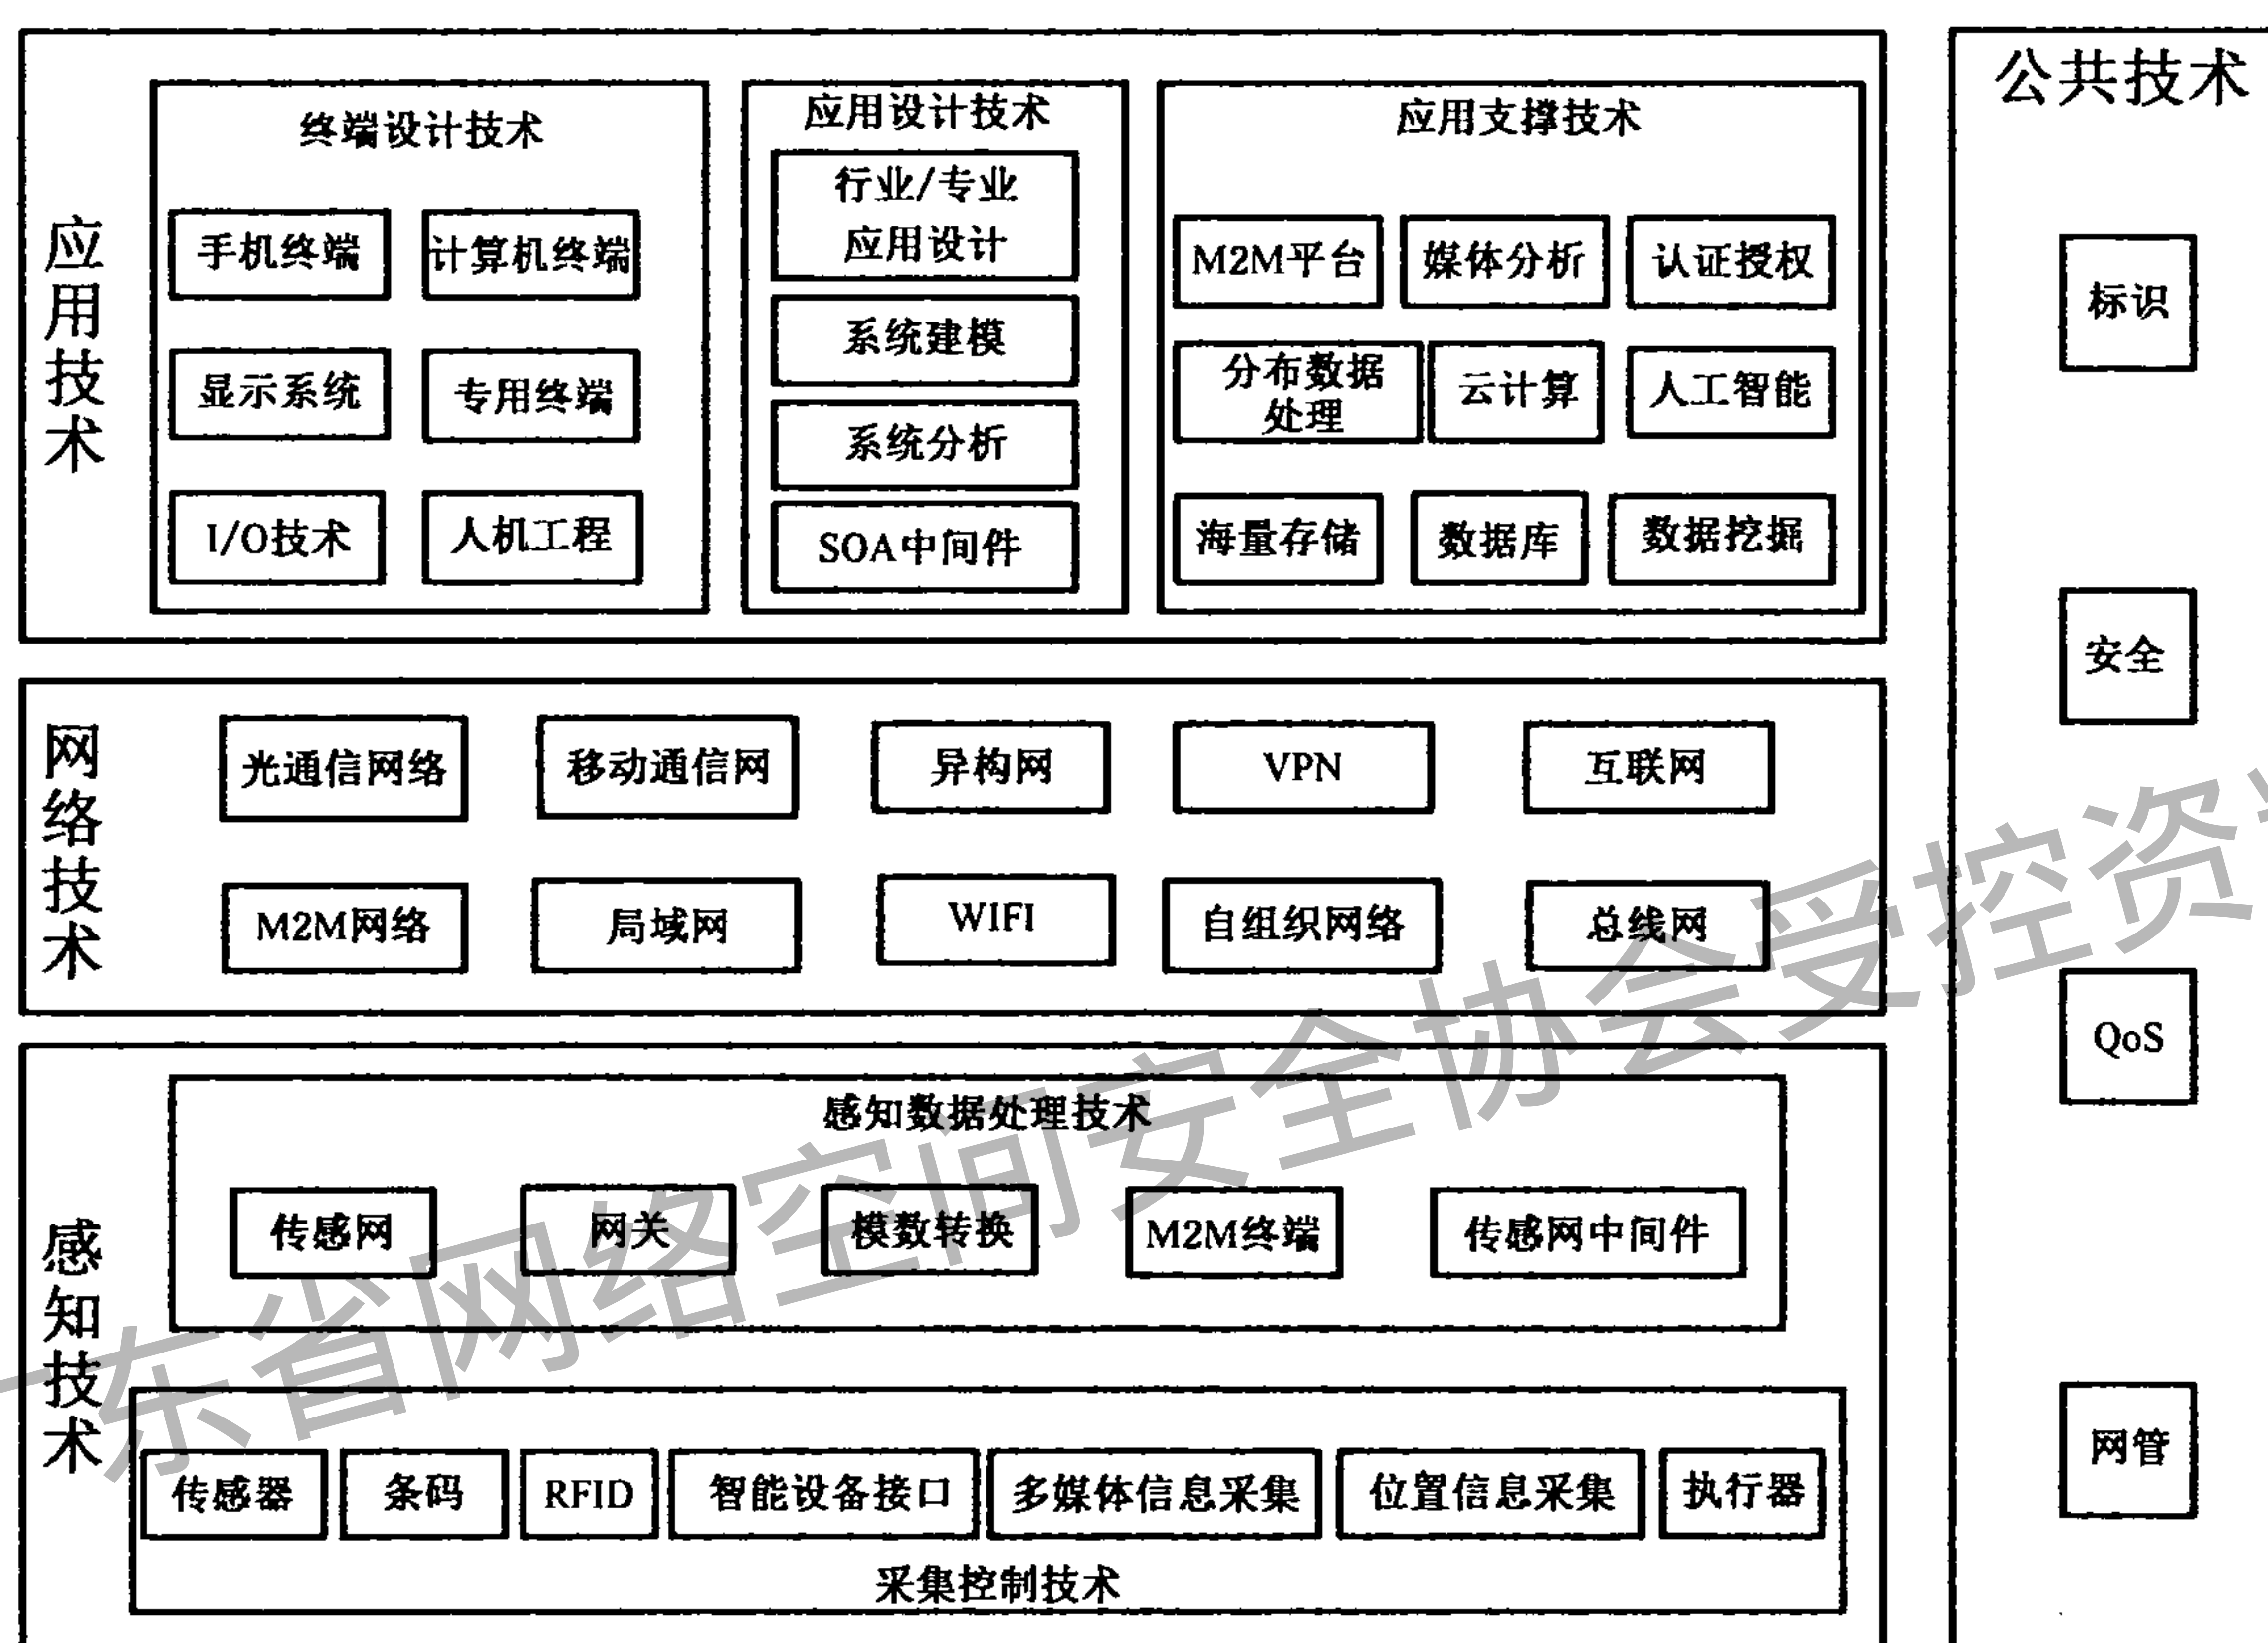 应用技术
终端设计技术
手机终端
计算机终端
显示系统
专用终端
I/O技术
人机工程
应用设计技术
行业/专业
应用设计
系统建模
系统分析
SOA中间件
应用支撑技术
M2M平台
媒体分析
认证授权
分布数据
处理
云计算
人工智能
海量存储
数据库
数据挖掘
网络技术
光通信网络
移动通信网
异构网
VPN
互联网
M2M网络
局域网
WIFI
自组织网络
总线网
感知技术
感知数据处理技术
传感网
网关
模数转换
M2M终端
传感网中间件
传感器
条码
RFID
智能设备接口
多媒体信息采集
位置信息采集
执行器
采集控制技术
公共技术
标识
安全
QoS
网管
东省网络空间安全协会受控资